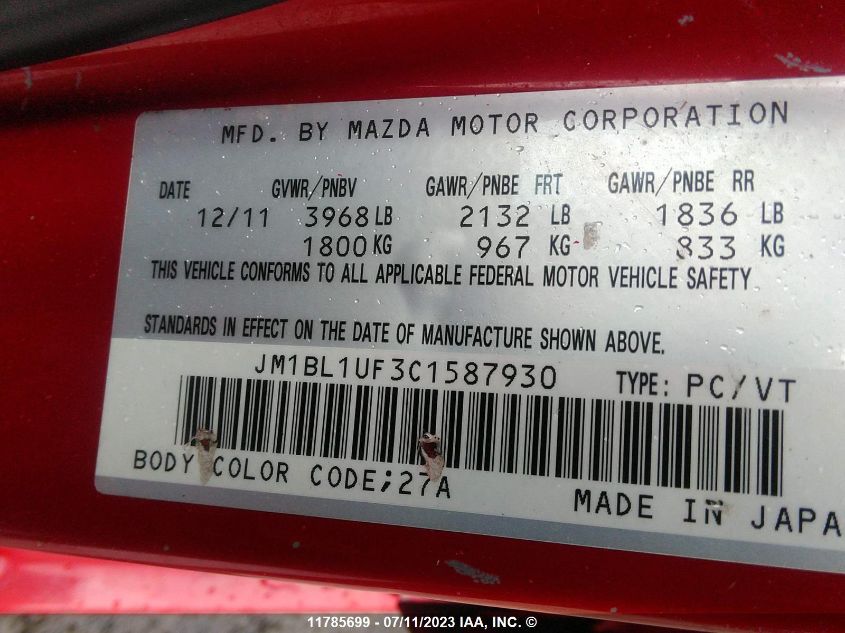 MFD. BY MAZDA MOTOR CORPORATION
DATE GVWR/PNBV GAWR/PNBE FRT GAWR/PNBE RR
12/11 3968 LB 2132 LB 1836 LB
1800 KG 967 KG 833 KG
THIS VEHICLE CONFORMS TO ALL APPLICABLE FEDERAL MOTOR VEHICLE SAFETY
STANDARDS IN EFFECT ON THE DATE OF MANUFACTURE SHOWN ABOVE.
JM1BL1UF3C1587930 TYPE: PC/VT
BODY COLOR CODE;27A
MADE IN JAPA
11785699 - 07/11/2023 IAA, INC. ©